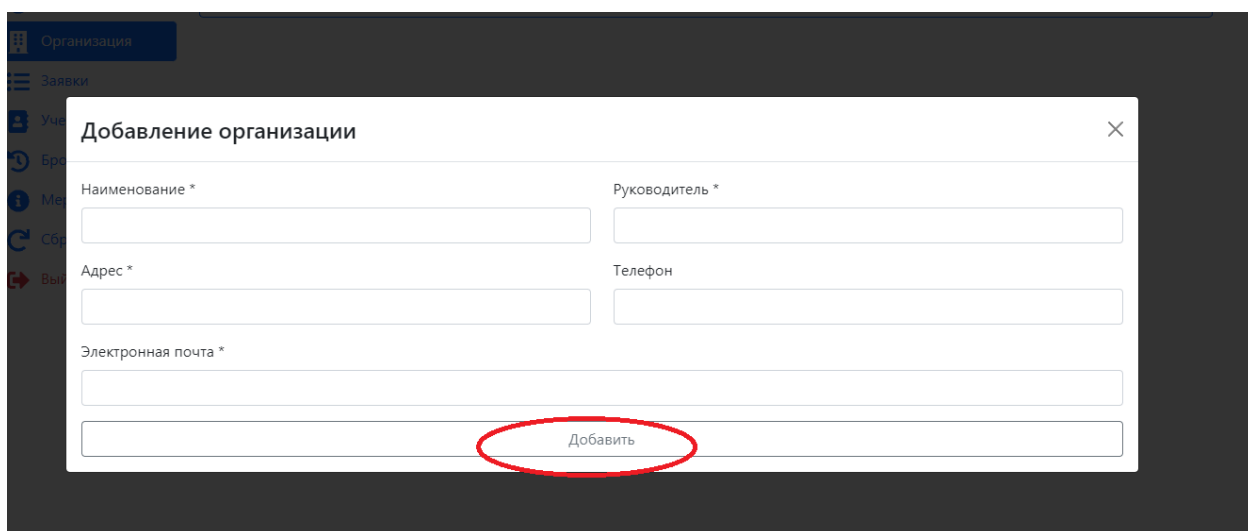 Организация
Заявки
Добавление организации
Наименование *
Руководитель *
Адрес *
Телефон
Электронная почта *
Добавить